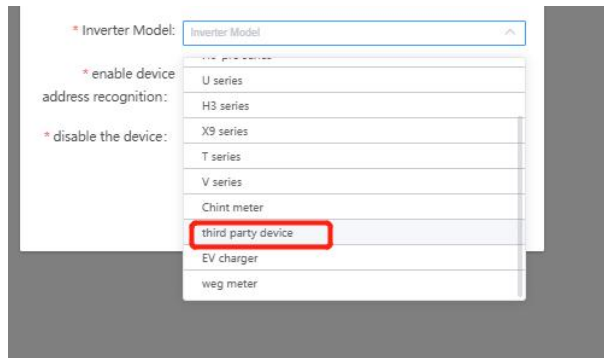 * Inverter Model:
Inverter Model
* enable device
address recognition:
* disable the device:
U series
H3 series
X9 series
T series
V series
Chint meter
third party device
EV charger
weg meter